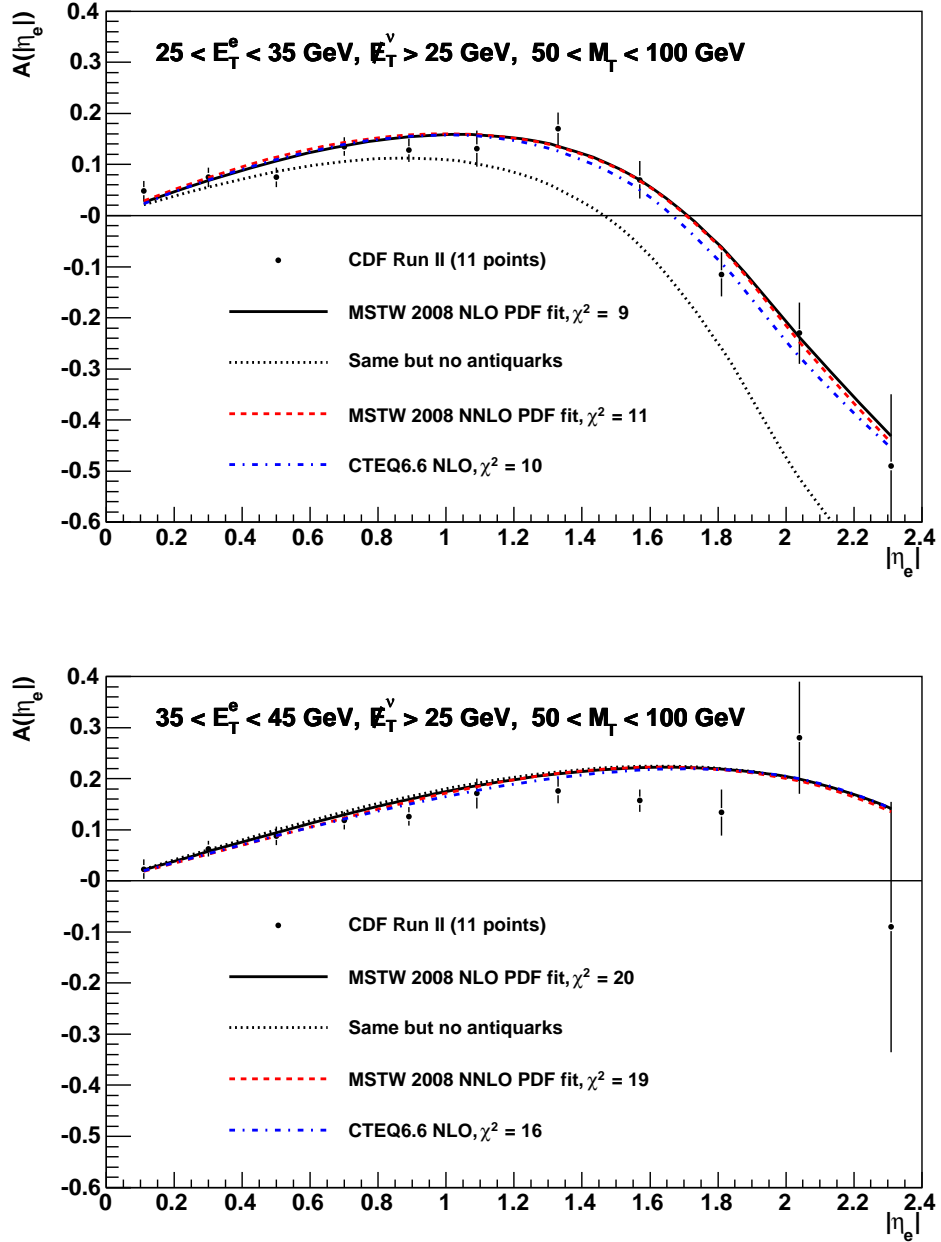 A(|η_e|)
25 < E_T^e < 35 GeV, E̸_T^ν > 25 GeV, 50 < M_T < 100 GeV
0.4
0.3
0.2
0.1
-0
-0.1
-0.2
-0.3
-0.4
-0.5
-0.6
CDF Run II (11 points)
MSTW 2008 NLO PDF fit, χ² = 9
Same but no antiquarks
MSTW 2008 NNLO PDF fit, χ² = 11
CTEQ6.6 NLO, χ² = 10
0 0.2 0.4 0.6 0.8 1 1.2 1.4 1.6 1.8 2 2.2 2.4
|η_e|
A(|η_e|)
35 < E_T^e < 45 GeV, E̸_T^ν > 25 GeV, 50 < M_T < 100 GeV
0.4
0.3
0.2
0.1
-0
-0.1
-0.2
-0.3
-0.4
-0.5
-0.6
CDF Run II (11 points)
MSTW 2008 NLO PDF fit, χ² = 20
Same but no antiquarks
MSTW 2008 NNLO PDF fit, χ² = 19
CTEQ6.6 NLO, χ² = 16
0 0.2 0.4 0.6 0.8 1 1.2 1.4 1.6 1.8 2 2.2 2.4
|η_e|